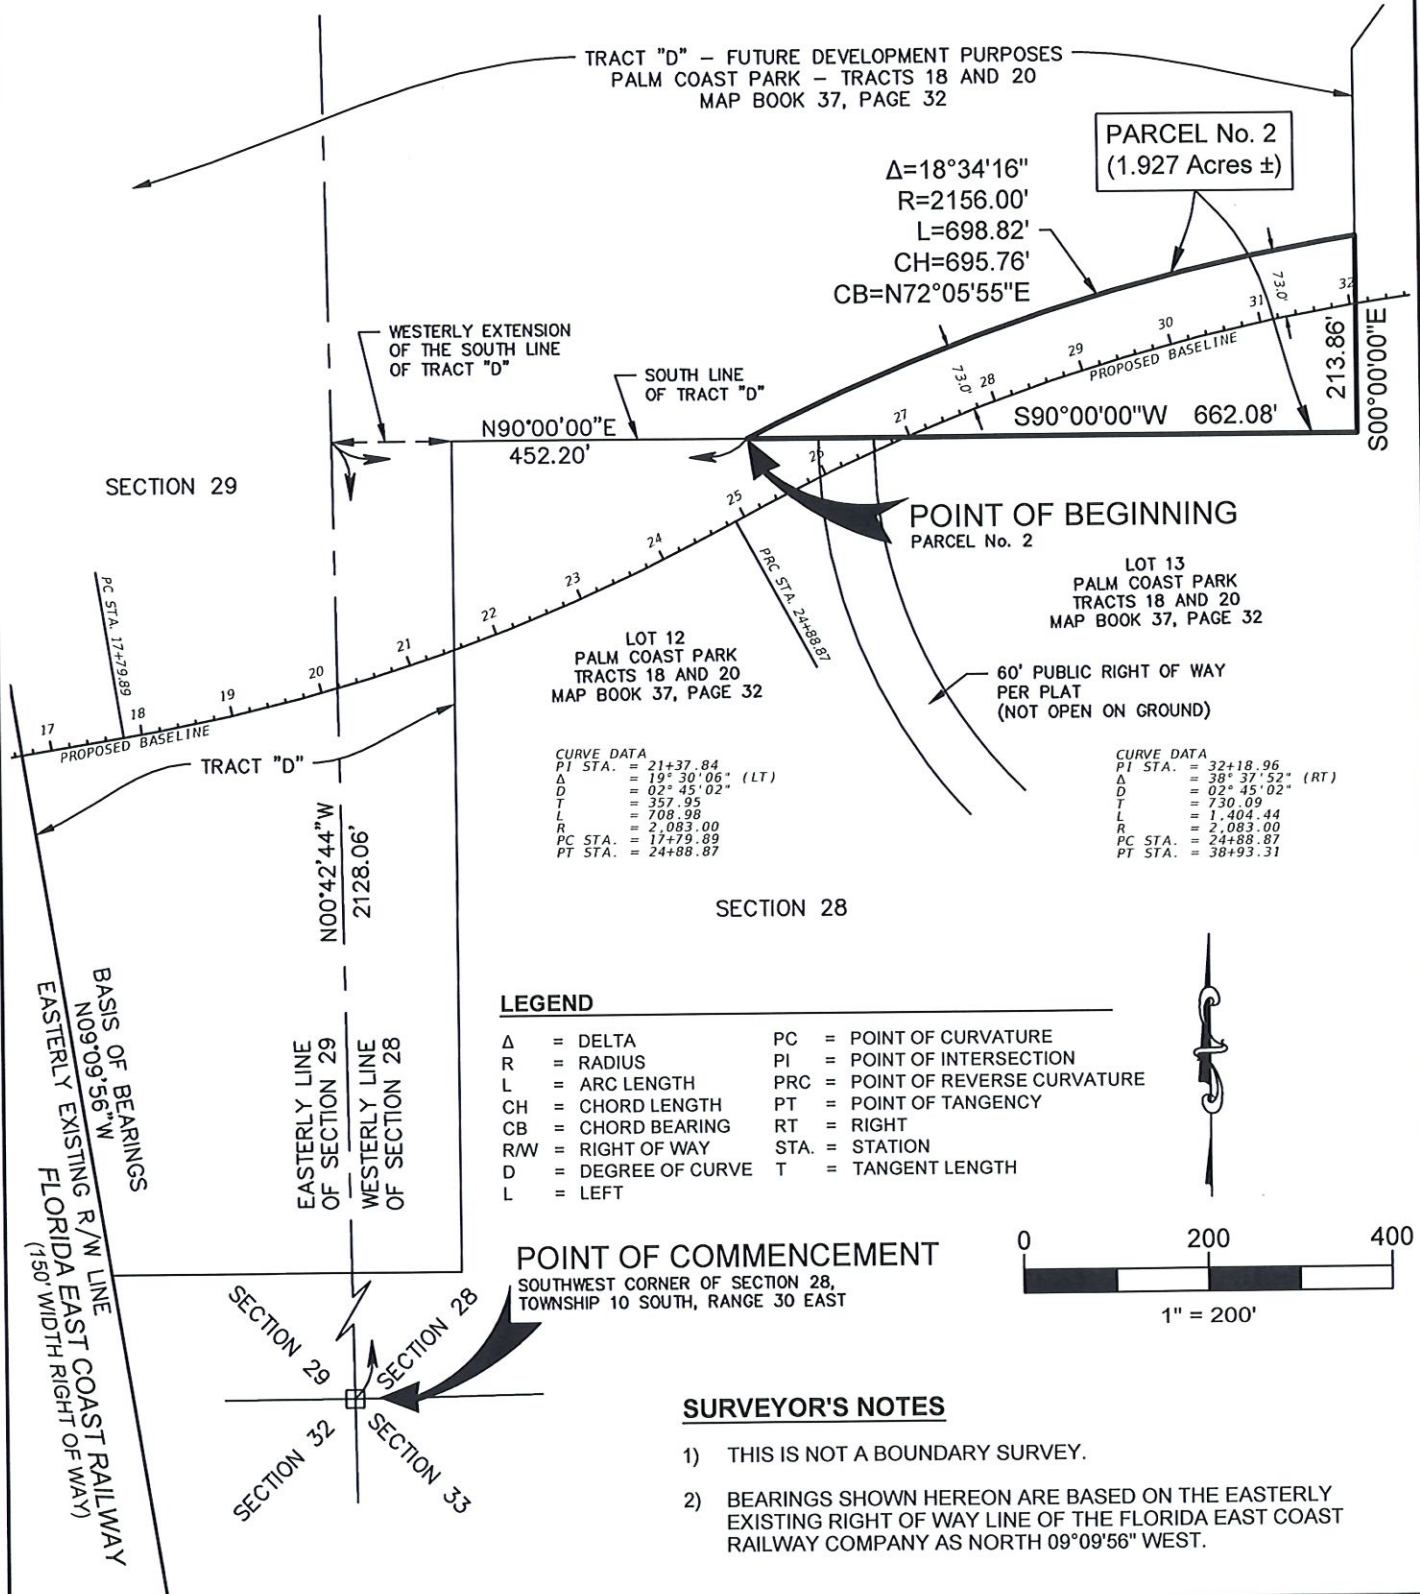 TRACT "D" – FUTURE DEVELOPMENT PURPOSES
PALM COAST PARK – TRACTS 18 AND 20
MAP BOOK 37, PAGE 32
PARCEL No. 2
(1.927 Acres ±)
Δ=18°34'16"
R=2156.00'
L=698.82'
CH=695.76'
CB=N72°05'55"E
WESTERLY EXTENSION
OF THE SOUTH LINE
OF TRACT "D"
SOUTH LINE
OF TRACT "D"
N90°00'00"E
452.20'
73.0'
73.0'
S90°00'00"W 662.08'
213.86'
S00°00'00"E
17
18
19
20
21
22
23
24
25
26
27
28
29
30
31
32
PROPOSED BASELINE
PROPOSED BASELINE
SECTION 29
POINT OF BEGINNING
PARCEL No. 2
PC STA. 17+79.89
PRC STA. 24+88.87
LOT 13
PALM COAST PARK
TRACTS 18 AND 20
MAP BOOK 37, PAGE 32
LOT 12
PALM COAST PARK
TRACTS 18 AND 20
MAP BOOK 37, PAGE 32
60' PUBLIC RIGHT OF WAY
PER PLAT
(NOT OPEN ON GROUND)
TRACT "D"
CURVE DATA
PI STA. = 21+37.84
Δ = 19° 30' 06" (LT)
D = 02° 45' 02"
T = 357.95
L = 708.98
R = 2,083.00
PC STA. = 17+79.89
PT STA. = 24+88.87
CURVE DATA
PI STA. = 32+18.96
Δ = 38° 37' 52" (RT)
D = 02° 45' 02"
T = 730.09
L = 1,404.44
R = 2,083.00
PC STA. = 24+88.87
PT STA. = 38+93.31
N00°42'44"W
2128.06'
SECTION 28
BASIS OF BEARINGS
N09°09'56"W
EASTERLY EXISTING R/W LINE
FLORIDA EAST COAST RAILWAY
(150' WIDTH RIGHT OF WAY)
EASTERLY LINE
OF SECTION 29
WESTERLY LINE
OF SECTION 28
LEGEND
Δ = DELTA
R = RADIUS
L = ARC LENGTH
CH = CHORD LENGTH
CB = CHORD BEARING
R/W = RIGHT OF WAY
D = DEGREE OF CURVE
L = LEFT
PC = POINT OF CURVATURE
PI = POINT OF INTERSECTION
PRC = POINT OF REVERSE CURVATURE
PT = POINT OF TANGENCY
RT = RIGHT
STA. = STATION
T = TANGENT LENGTH
POINT OF COMMENCEMENT
SOUTHWEST CORNER OF SECTION 28,
TOWNSHIP 10 SOUTH, RANGE 30 EAST
0 200 400
1" = 200'
SECTION 29
SECTION 28
SECTION 32
SECTION 33
SURVEYOR'S NOTES
1) THIS IS NOT A BOUNDARY SURVEY.
2) BEARINGS SHOWN HEREON ARE BASED ON THE EASTERLY
EXISTING RIGHT OF WAY LINE OF THE FLORIDA EAST COAST
RAILWAY COMPANY AS NORTH 09°09'56" WEST.